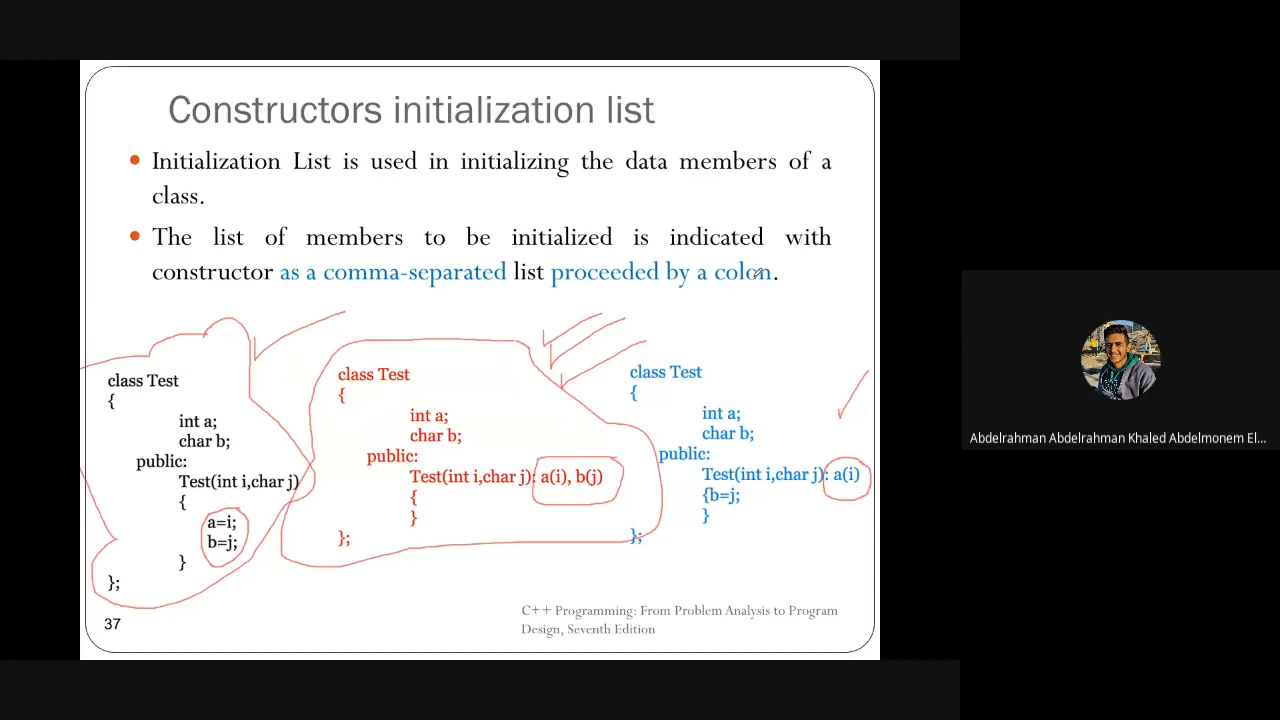 Constructors initialization list
Initialization List is used in initializing the data members of a
class.
The list of members to be initialized is indicated with
constructor as a comma-separated list proceeded by a colon.
class Test
{
int a;
char b;
public:
Test(int i,char j)
{
a=i;
b=j;
}
};
class Test
{
int a;
char b;
public:
Test(int i,char j): a(i), b(j)
{
}
};
class Test
{
int a;
char b;
public:
Test(int i,char j): a(i)
{b=j;
}
};
C++ Programming: From Problem Analysis to Program
Design, Seventh Edition
37
Abdelrahman Abdelrahman Khaled Abdelmonem El...